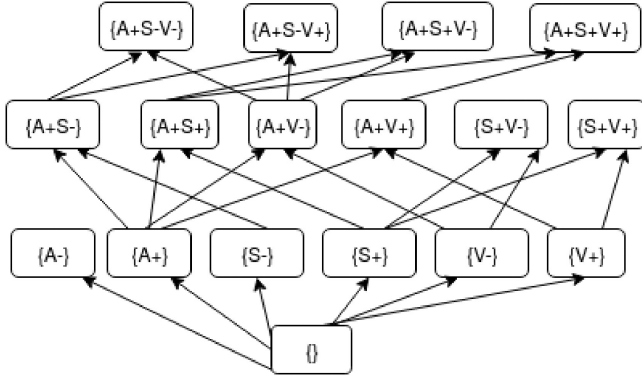 {A+S-V-} {A+S-V+} {A+S+V-} {A+S+V+}
{A+S-} {A+S+} {A+V-} {A+V+} {S+V-} {S+V+}
{A-} {A+} {S-} {S+} {V-} {V+}
{}